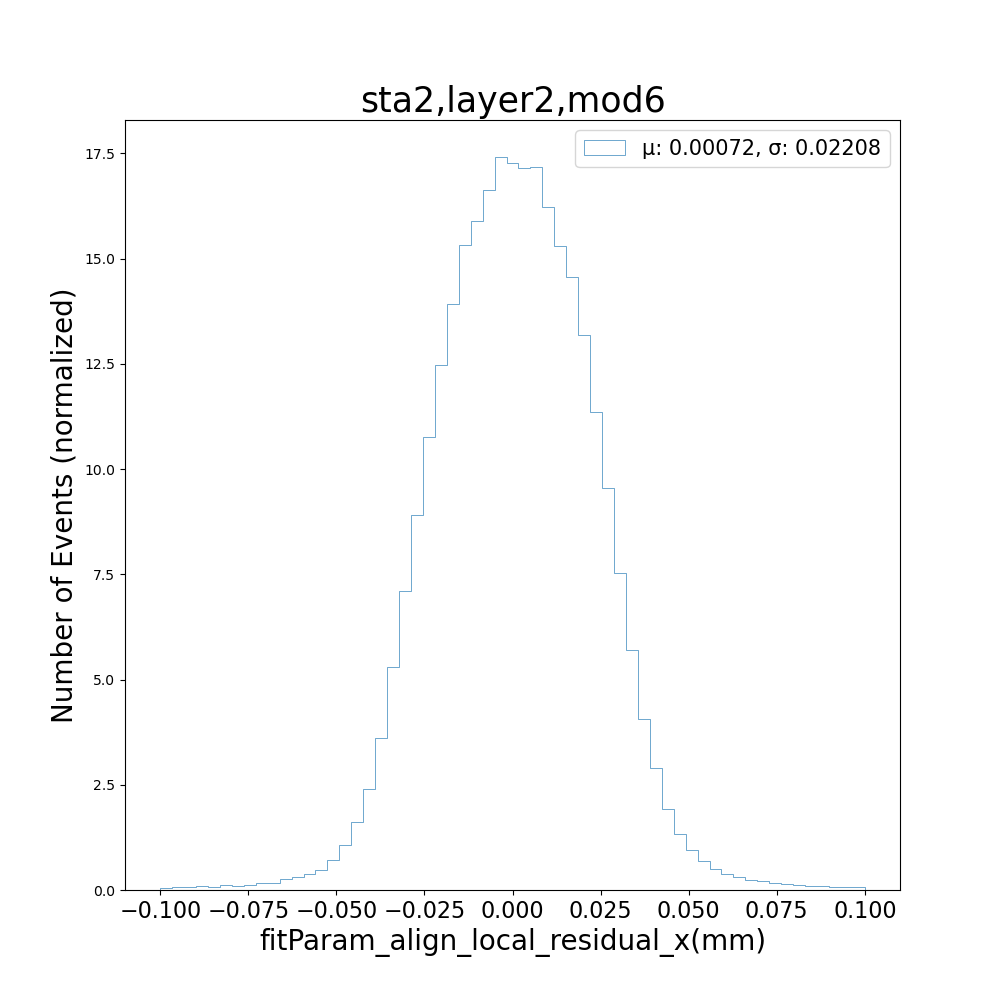 sta2,layer2,mod6
μ: 0.00072, σ: 0.02208
Number of Events (normalized)
17.5
15.0
12.5
10.0
7.5
5.0
2.5
0.0
−0.100 −0.075 −0.050 −0.025 0.000 0.025 0.050 0.075 0.100
fitParam_align_local_residual_x(mm)